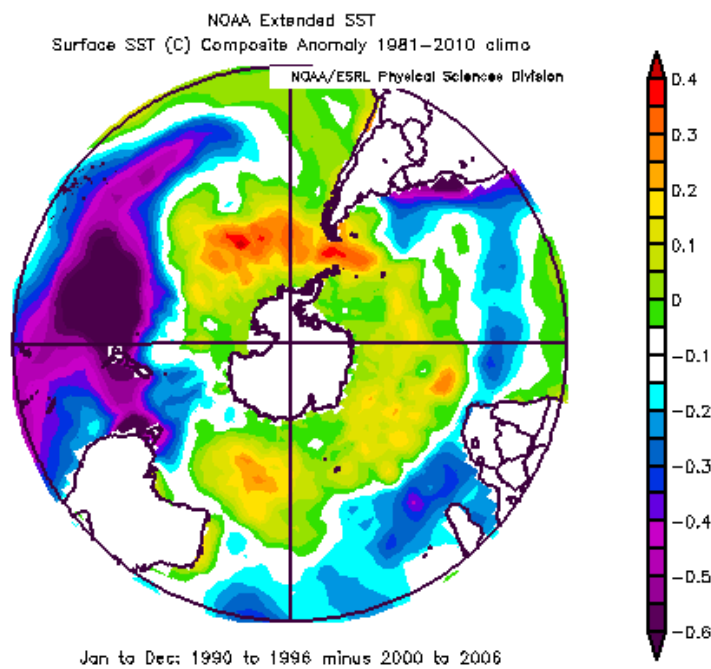 NOAA Extended SST
Surface SST (C) Composite Anomaly 1981-2010 climo
NOAA/ESRL Physical Sciences Division
0.4
0.3
0.2
0.1
0
-0.1
-0.2
-0.3
-0.4
-0.5
-0.6
Jan to Dec: 1990 to 1996 minus 2000 to 2006